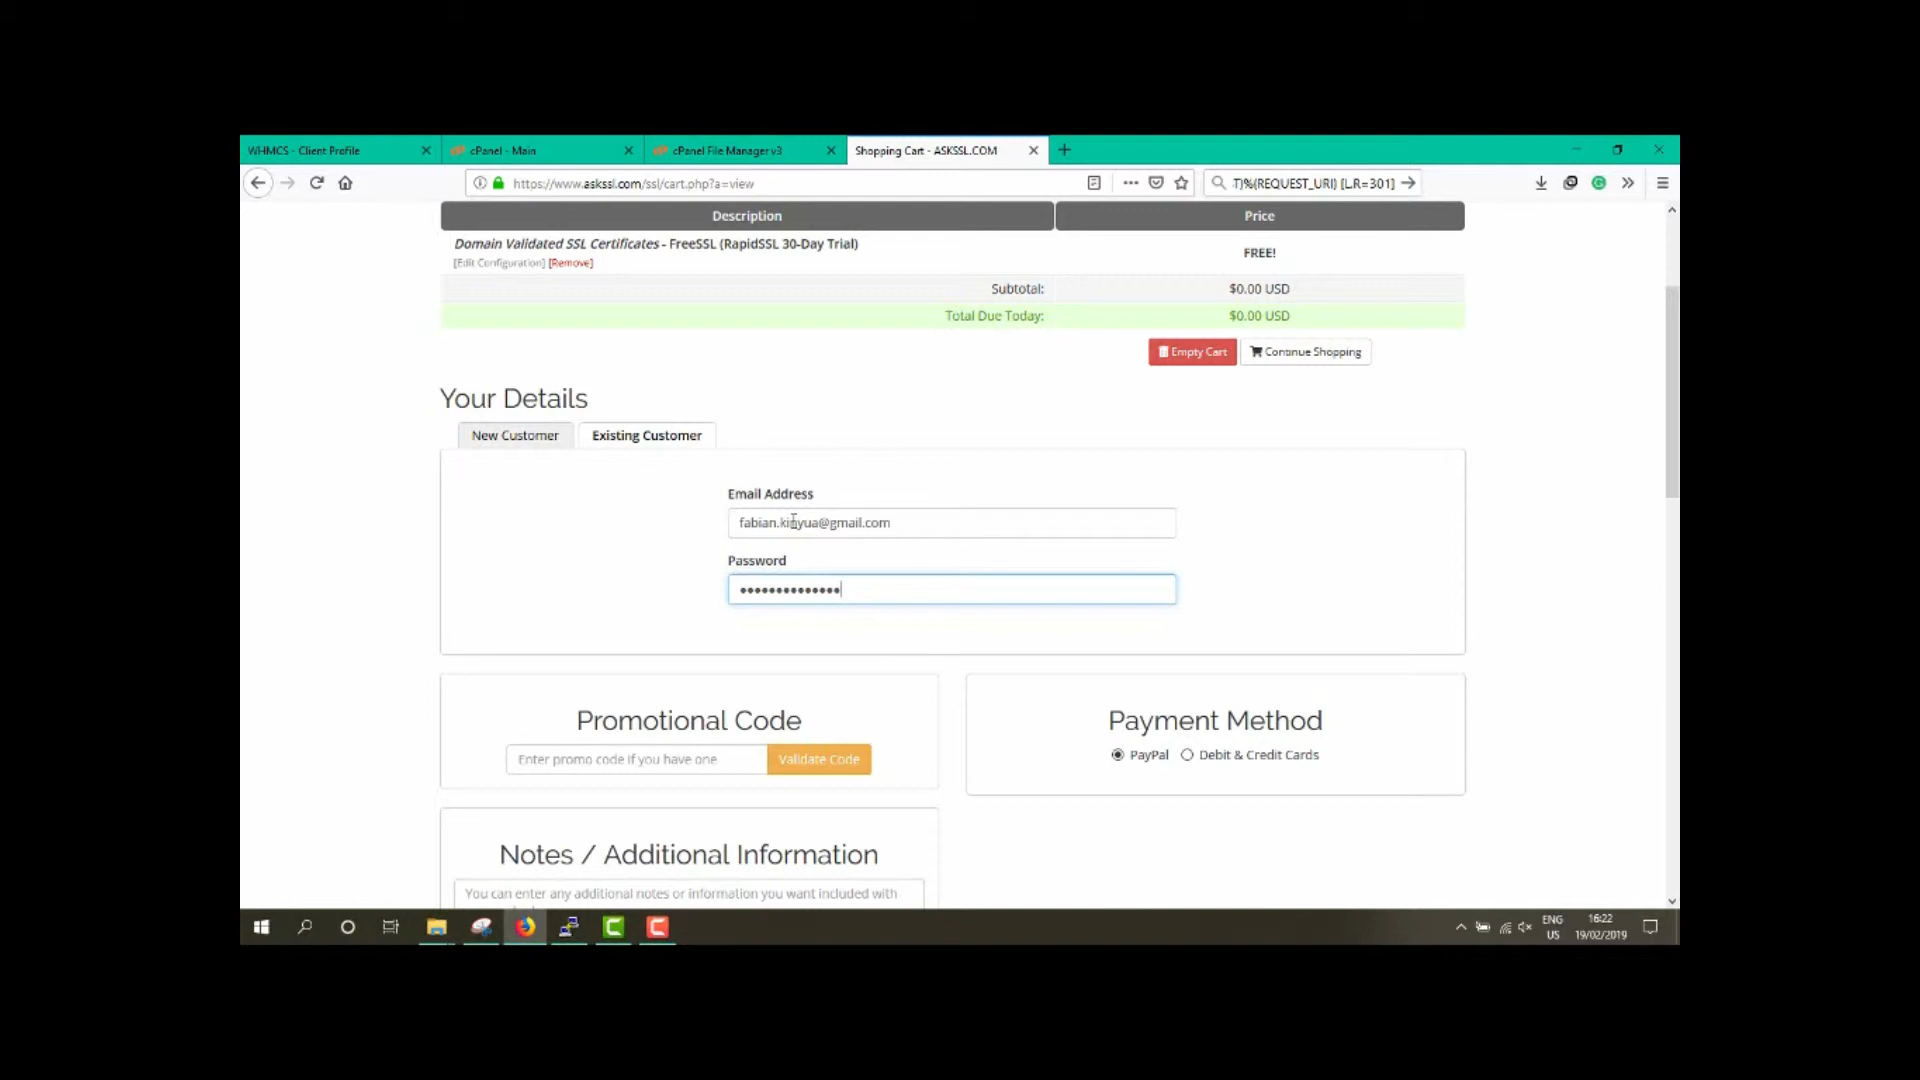 WHMCS - Client Profile
cPanel - Main
cPanel File Manager v3
Shopping Cart - ASKSSL.COM
https://www.askssl.com/ssl/cart.php?a=view
T)%{REQUEST_URI} [L,R=301]
Description Price
Domain Validated SSL Certificates - FreeSSL (RapidSSL 30-Day Trial)
FREE!
[Edit Configuration] [Remove]
Subtotal: $0.00 USD
Total Due Today: $0.00 USD
Empty Cart Continue Shopping
Your Details
New Customer Existing Customer
Email Address
fabian.kinyua@gmail.com
Password
Promotional Code
Enter promo code if you have one Validate Code
Payment Method
PayPal Debit & Credit Cards
Notes / Additional Information
You can enter any additional notes or information you want included with
ENG
US
16:22
19/02/2019